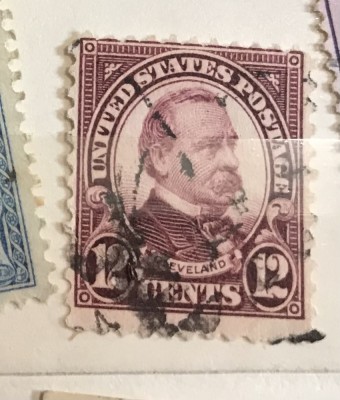 UNITED STATES POSTAGE
CLEVELAND
12 CENTS 12